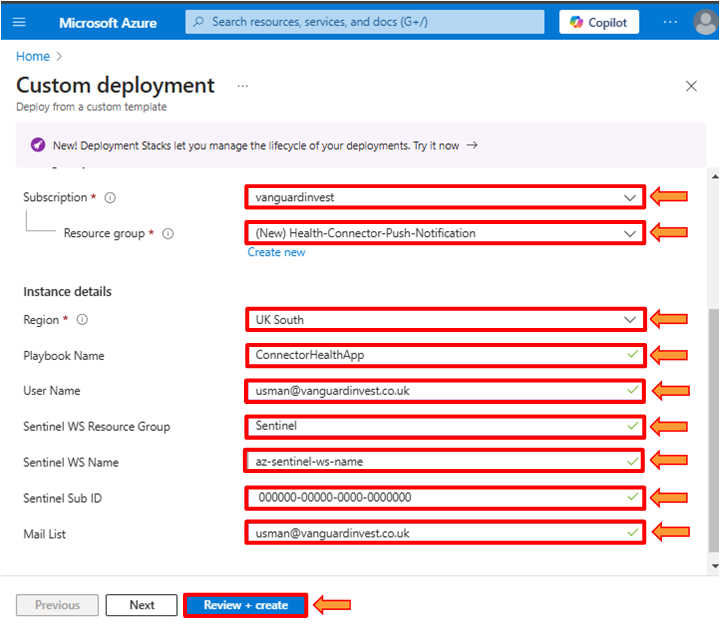 Microsoft Azure
Search resources, services, and docs (G+/)
Copilot
Home
Custom deployment
Deploy from a custom template
New! Deployment Stacks let you manage the lifecycle of your deployments. Try it now →
Subscription * vanguardinvest
Resource group * (New) Health-Connector-Push-Notification
Create new
Instance details
Region * UK South
Playbook Name ConnectorHealthApp
User Name usman@vanguardinvest.co.uk
Sentinel WS Resource Group Sentinel
Sentinel WS Name az-sentinel-ws-name
Sentinel Sub ID 000000-00000-0000-0000000
Mail List usman@vanguardinvest.co.uk
Previous Next Review + create